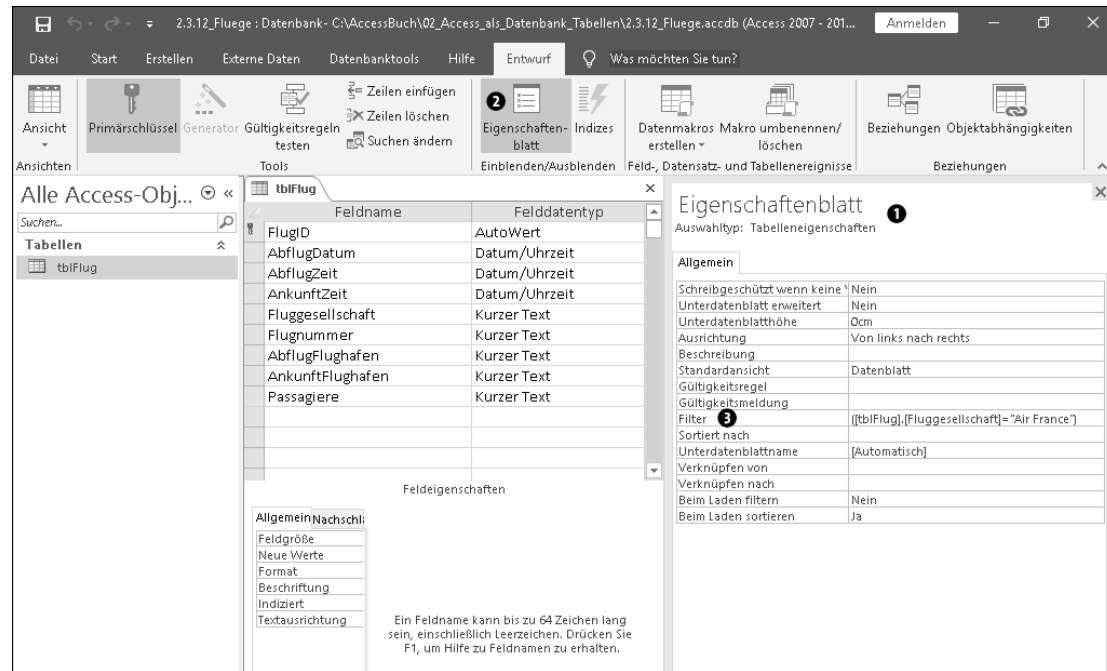 2.3.12_Fluege : Datenbank- C:\AccessBuch\02_Access_als_Datenbank_Tabellen\2.3.12_Fluege.accdb (Access 2007 - 201... Anmelden
Datei Start Erstellen Externe Daten Datenbanktools Hilfe Entwurf Was möchten Sie tun?
Ansicht
Primärschlüssel
Generator
Gültigkeitsregeln
testen
Zeilen einfügen
Zeilen löschen
Suchen ändern
2
Eigenschaften-
blatt
Indizes
Datenmakros
erstellen
Makro umbenennen/
löschen
Beziehungen
Objektabhängigkeiten
Ansichten Tools Einblenden/Ausblenden Feld-, Datensatz- und Tabellenereignisse Beziehungen
Alle Access-Obj... «
Suchen...
Tabellen
tblFlug
tblFlug
Feldname Felddatentyp
FlugID AutoWert
AbflugDatum Datum/Uhrzeit
AbflugZeit Datum/Uhrzeit
AnkunftZeit Datum/Uhrzeit
Fluggesellschaft Kurzer Text
Flugnummer Kurzer Text
AbflugFlughafen Kurzer Text
AnkunftFlughafen Kurzer Text
Passagiere Kurzer Text
Feldeigenschaften
Allgemein Nachschl
Feldgröße
Neue Werte
Format
Beschriftung
Indiziert
Textausrichtung
Ein Feldname kann bis zu 64 Zeichen lang
sein, einschließlich Leerzeichen. Drücken Sie
F1, um Hilfe zu Feldnamen zu erhalten.
Eigenschaftenblatt 1
Auswahltyp: Tabelleneigenschaften
Allgemein
Schreibgeschützt wenn keine Nein
Unterdatenblatt erweitert Nein
Unterdatenblatthöhe 0cm
Ausrichtung Von links nach rechts
Beschreibung
Standardansicht Datenblatt
Gültigkeitsregel
Gültigkeitsmeldung
Filter 3 ([tblFlug].[Fluggesellschaft]="Air France")
Sortiert nach
Unterdatenblattname [Automatisch]
Verknüpfen von
Verknüpfen nach
Beim Laden filtern Nein
Beim Laden sortieren Ja